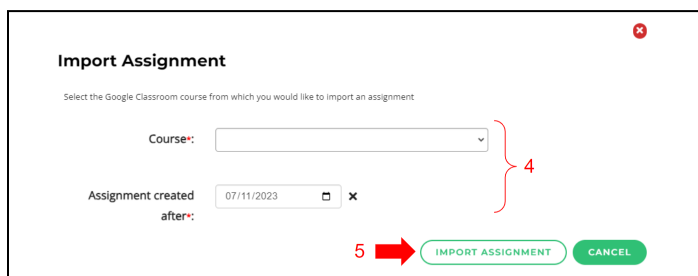 Import Assignment
Select the Google Classroom course from which you would like to import an assignment
Course*:
4
Assignment created after*:
07/11/2023
5
IMPORT ASSIGNMENT
CANCEL